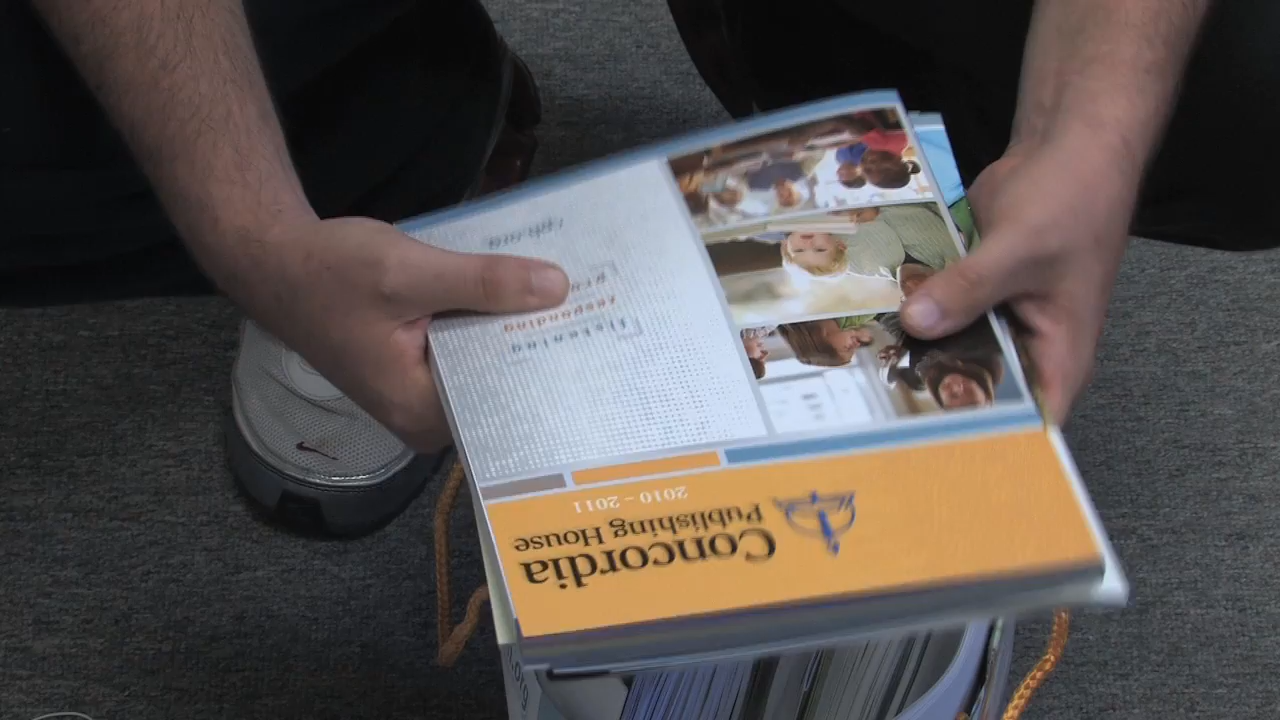 Concordia
Publishing House
2010 - 2011
listening
responding